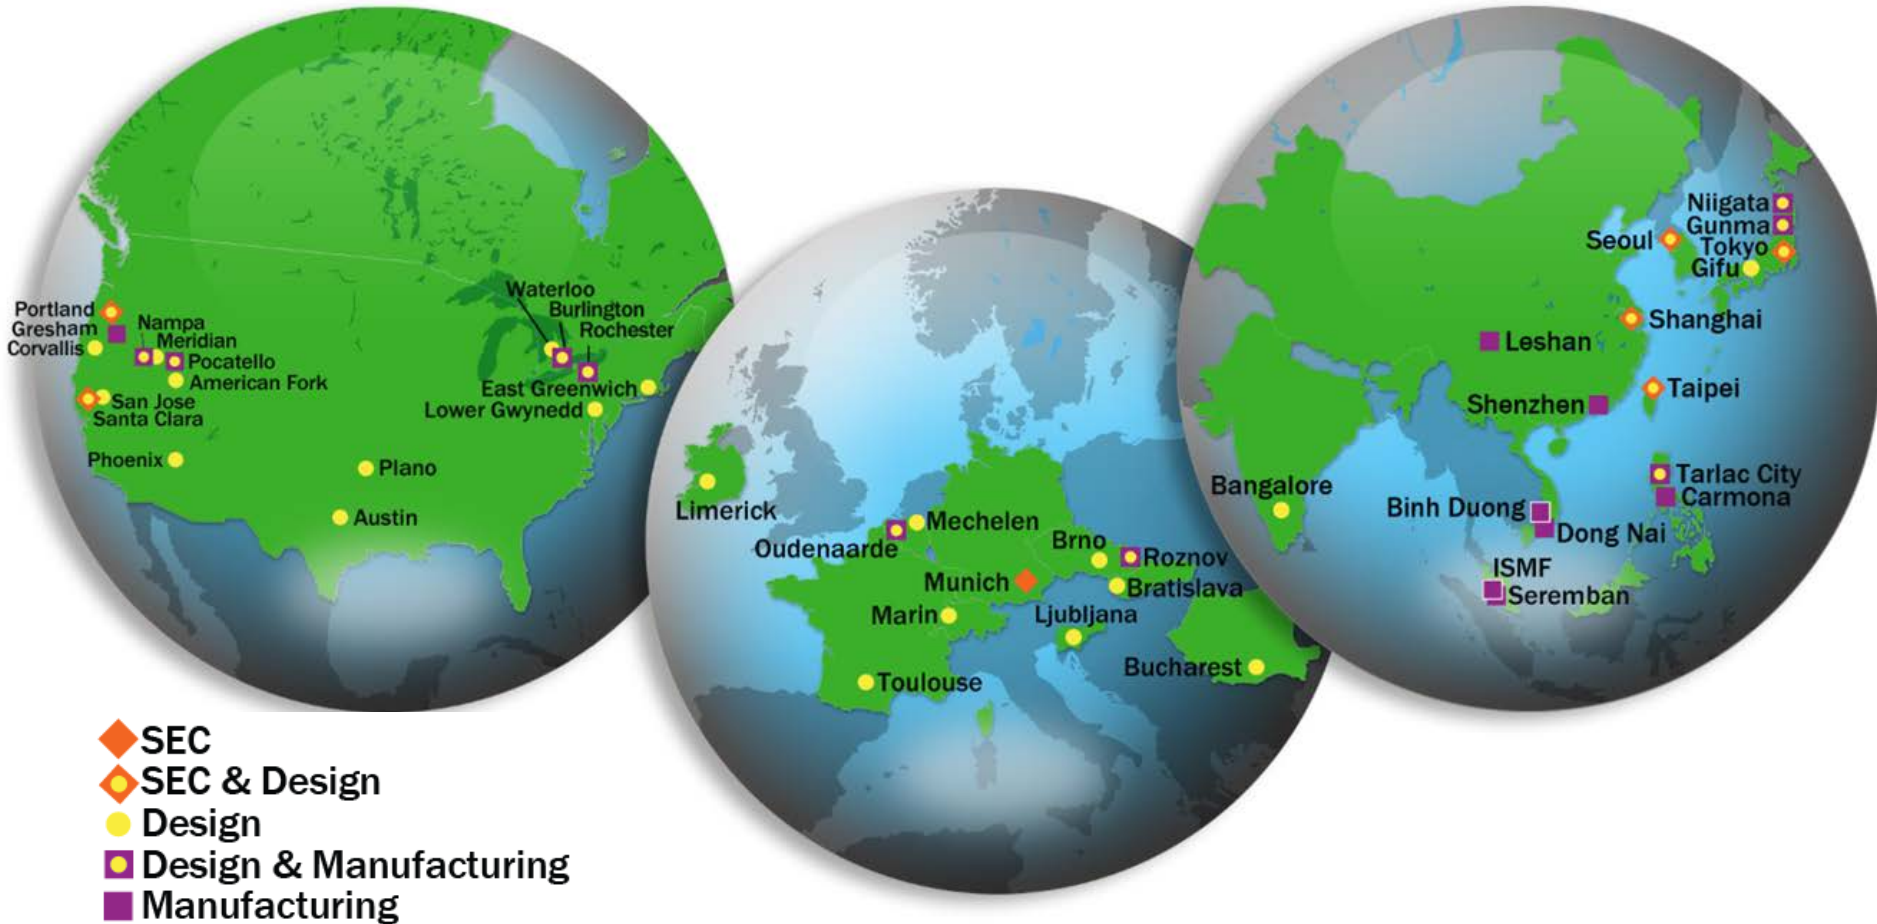 Portland
Gresham
Corvallis
Nampa
Meridian
Pocatello
American Fork
San Jose
Santa Clara
Phoenix
Plano
Austin
Waterloo
Burlington
Rochester
East Greenwich
Lower Gwynedd
Limerick
Mechelen
Oudenaarde
Brno
Roznov
Munich
Bratislava
Marin
Ljubljana
Bucharest
Toulouse
Niigata
Gunma
Seoul
Tokyo
Gifu
Shanghai
Leshan
Taipei
Shenzhen
Tarlac City
Carmona
Bangalore
Binh Duong
Dong Nai
ISMF
Seremban
SEC
SEC & Design
Design
Design & Manufacturing
Manufacturing